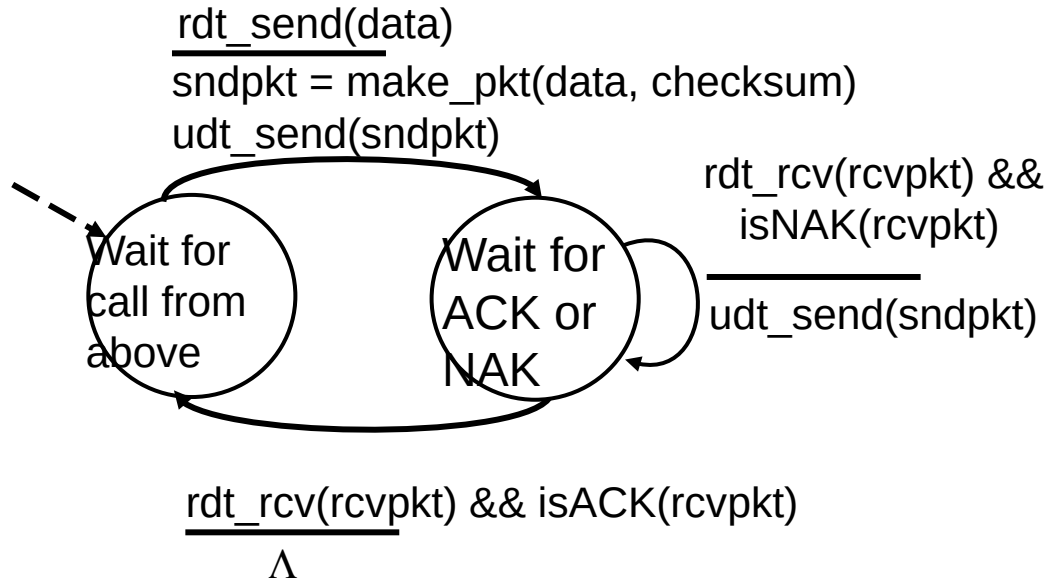 rdt_send(data)
sndpkt = make_pkt(data, checksum)
udt_send(sndpkt)
rdt_rcv(rcvpkt) &&
isNAK(rcvpkt)
udt_send(sndpkt)
Wait for
call from
above
Wait for
ACK or
NAK
rdt_rcv(rcvpkt) && isACK(rcvpkt)
Λ